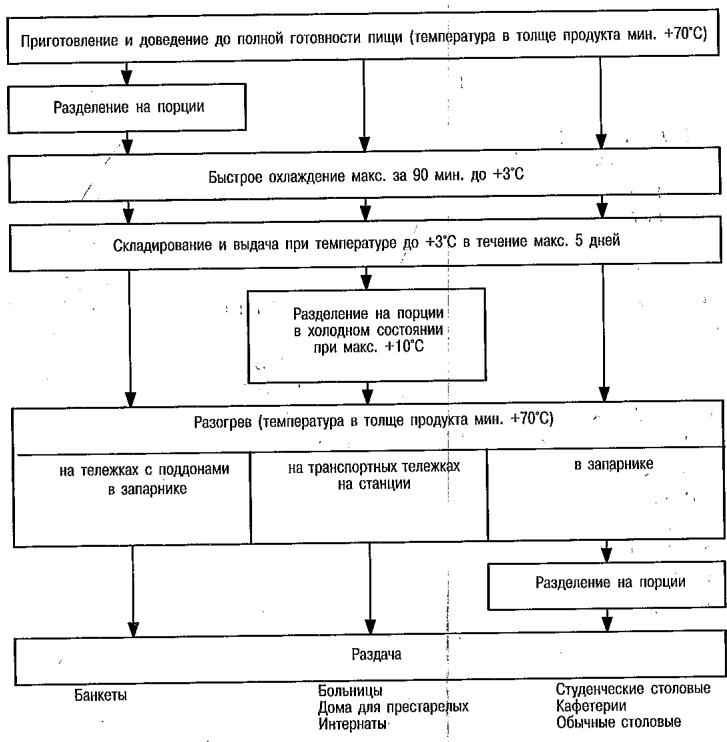 Приготовление и доведение до полной готовности пищи (температура в толще продукта мин. +70°C)
Разделение на порции
Быстрое охлаждение макс. за 90 мин. до +3°C
Складирование и выдача при температуре до +3°C в течение макс. 5 дней
Разделение на порции
в холодном состоянии
при макс. +10°C
Разогрев (температура в толще продукта мин. +70°C)
на тележках с поддонами
в запарнике
на транспортных тележках
на станции
в запарнике
Разделение на порции
Раздача
Банкеты
Больницы
Дома для престарелых
Интернаты
Студенческие столовые
Кафетерии
Обычные столовые